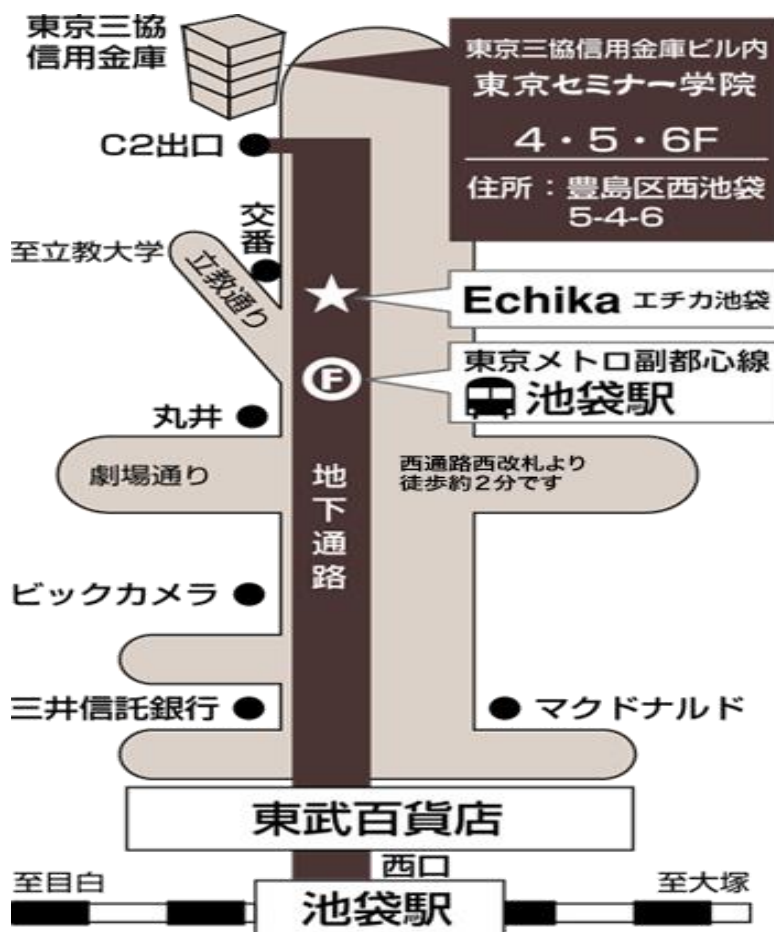 東京三協
信用金庫
東京三協信用金庫ビル内
東京セミナー学院
4・5・6F
住所：豊島区西池袋
5-4-6
C2出口
交番
至立教大学
立教通り
Echika エチカ池袋
F
東京メトロ副都心線
池袋駅
丸井
劇場通り
西通路西改札より
徒歩約2分です
地下通路
ビックカメラ
三井信託銀行
マクドナルド
東武百貨店
西口
至目白
至大塚
池袋駅